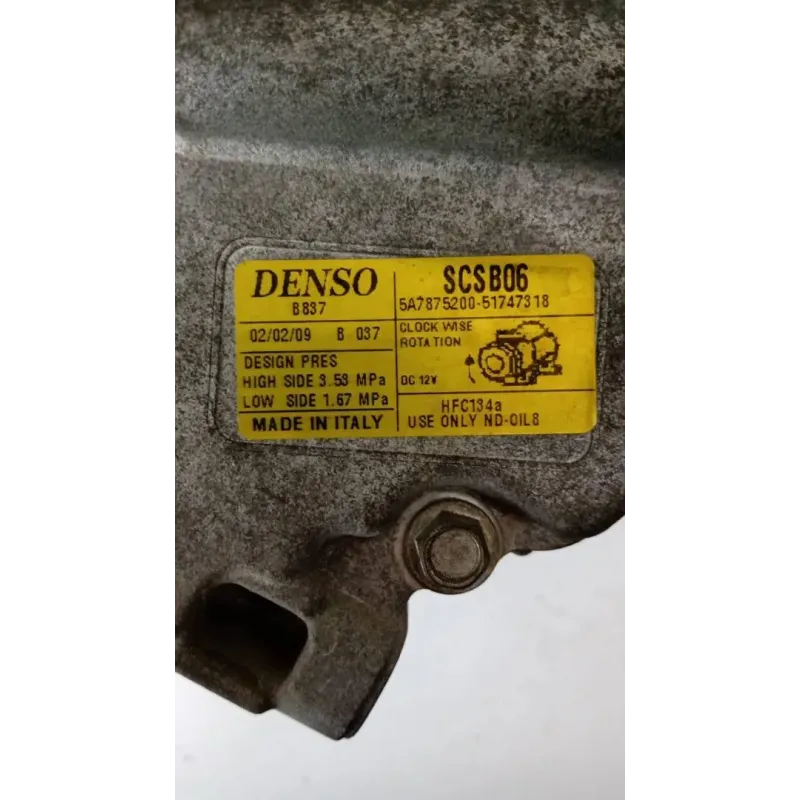 DENSO
B837
02/02/09 B 037
DESIGN PRES
HIGH SIDE 3.53 MPa
LOW SIDE 1.67 MPa
MADE IN ITALY
SCSB06
5A7875200-51747318
CLOCK WISE
ROTATION
DC 12V
HFC134a
USE ONLY ND-OIL8